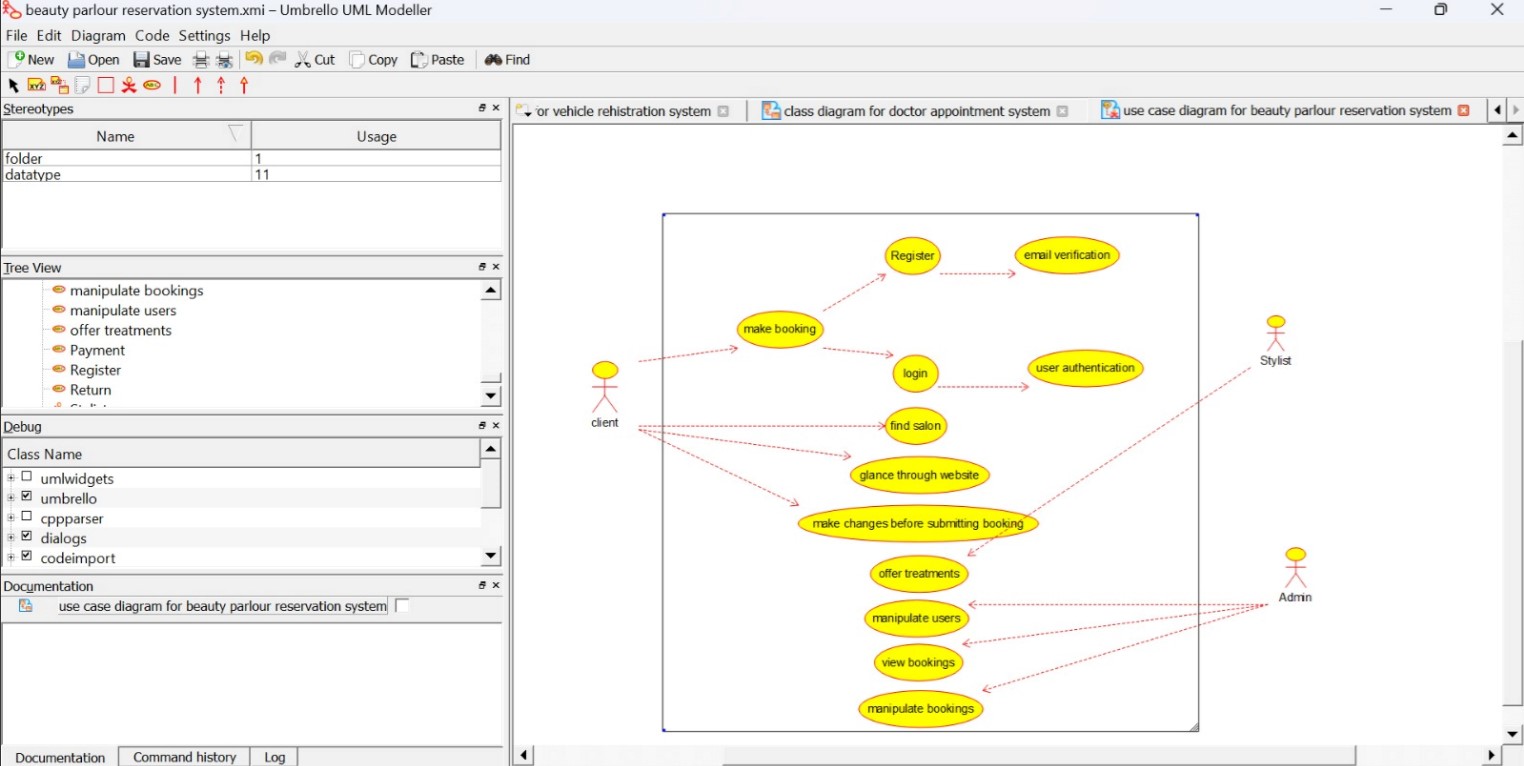 beauty parlour reservation system.xmi – Umbrello UML Modeller
File Edit Diagram Code Settings Help
New Open Save Cut Copy Paste Find
Stereotypes
Name Usage
folder 1
datatype 11
Tree View
manipulate bookings
manipulate users
offer treatments
Payment
Register
Return
Debug
Class Name
umlwidgets
umbrello
cppparser
dialogs
codeimport
Documentation
use case diagram for beauty parlour reservation system
Documentation Command history Log
or vehicle rehistration system
class diagram for doctor appointment system
use case diagram for beauty parlour reservation system
Register
email verification
make booking
login
user authentication
client
Stylist
find salon
glance through website
make changes before submitting booking
offer treatments
Admin
manipulate users
view bookings
manipulate bookings